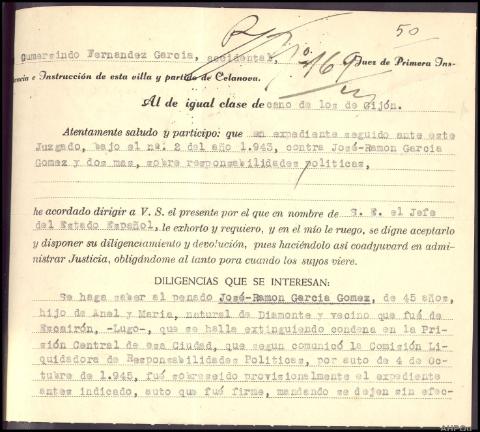 50
Gumersindo Fernandez Garcia, accidental, Juez de Primera Ins-
tancia e Instrucción de esta villa y partido de Celanova.
Al de igual clase decano de los de Gijón.
Atentamente saludo y participo: que en expediente seguido ante este
Juzgado, bajo el nº. 2 del año 1.943, contra José-Ramon Garcia
Gomez y dos mas, sobre responsabilidades politicas,
he acordado dirigir a V. S. el presente por el que en nombre de S. E. el Jefe
del Estado Español, le exhorto y requiero, y en el mío le ruego, se digne aceptarlo
y disponer su diligenciamiento y devolución, pues haciéndolo así coadyuvard en admi-
nistrar Justicia, obligándome al tanto para cuando los suyos viere.
DILIGENCIAS QUE SE INTERESAN:
Se haga saber al penado José-Ramon Garcia Gomez, de 45 años,
hijo de Anel y Maria, natural de Diamonte y vecino que fué de
Escairón, -Lugo-, que se halla extinguiendo condena en la Pri-
sión Central de esa Ciudad, que segun comunicó la Comisión Li-
quidadora de Responsabilidades Politicas, por auto de 4 de Oc-
tubre de 1.945, fué sobreseido provisionalmente el expediente
antes indicado, auto que fué firme, mandando se dejen sin efec-